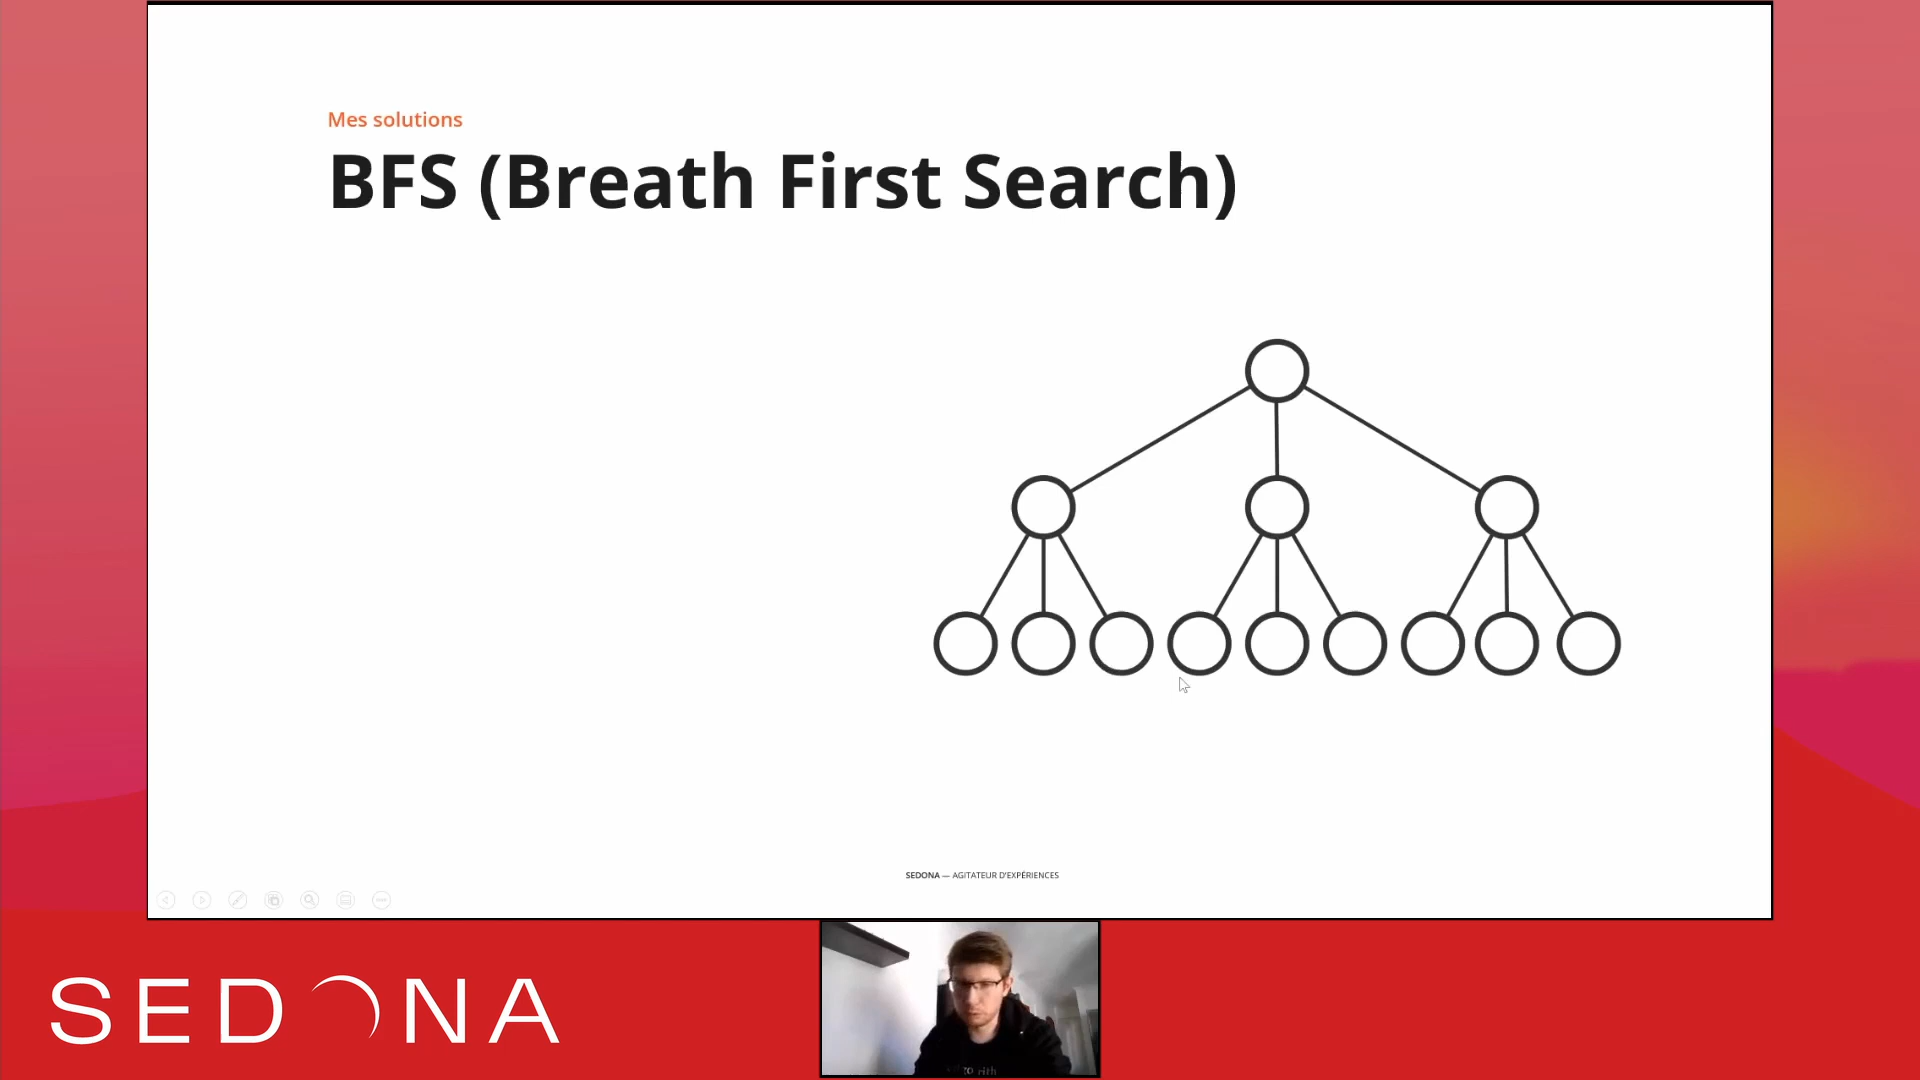 Mes solutions
BFS (Breath First Search)
SEDONA — AGITATEUR D'EXPÉRIENCES
SEDONA